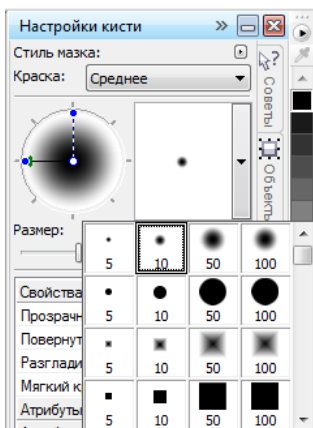 Настройки кисти
Стиль мазка:
Краска: Среднее
Советы
Объекты
Размер:
5 10 50 100
Свойства
5 10 50 100
Прозрачн
Повернут
Разглади
5 10 50 100
Мягкий к
Атрибуты
5 10 50 100